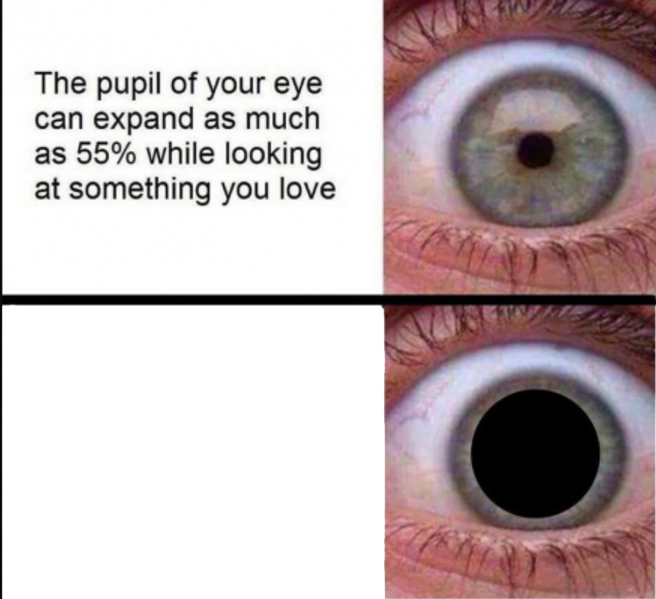 The pupil of your eye
can expand as much
as 55% while looking
at something you love